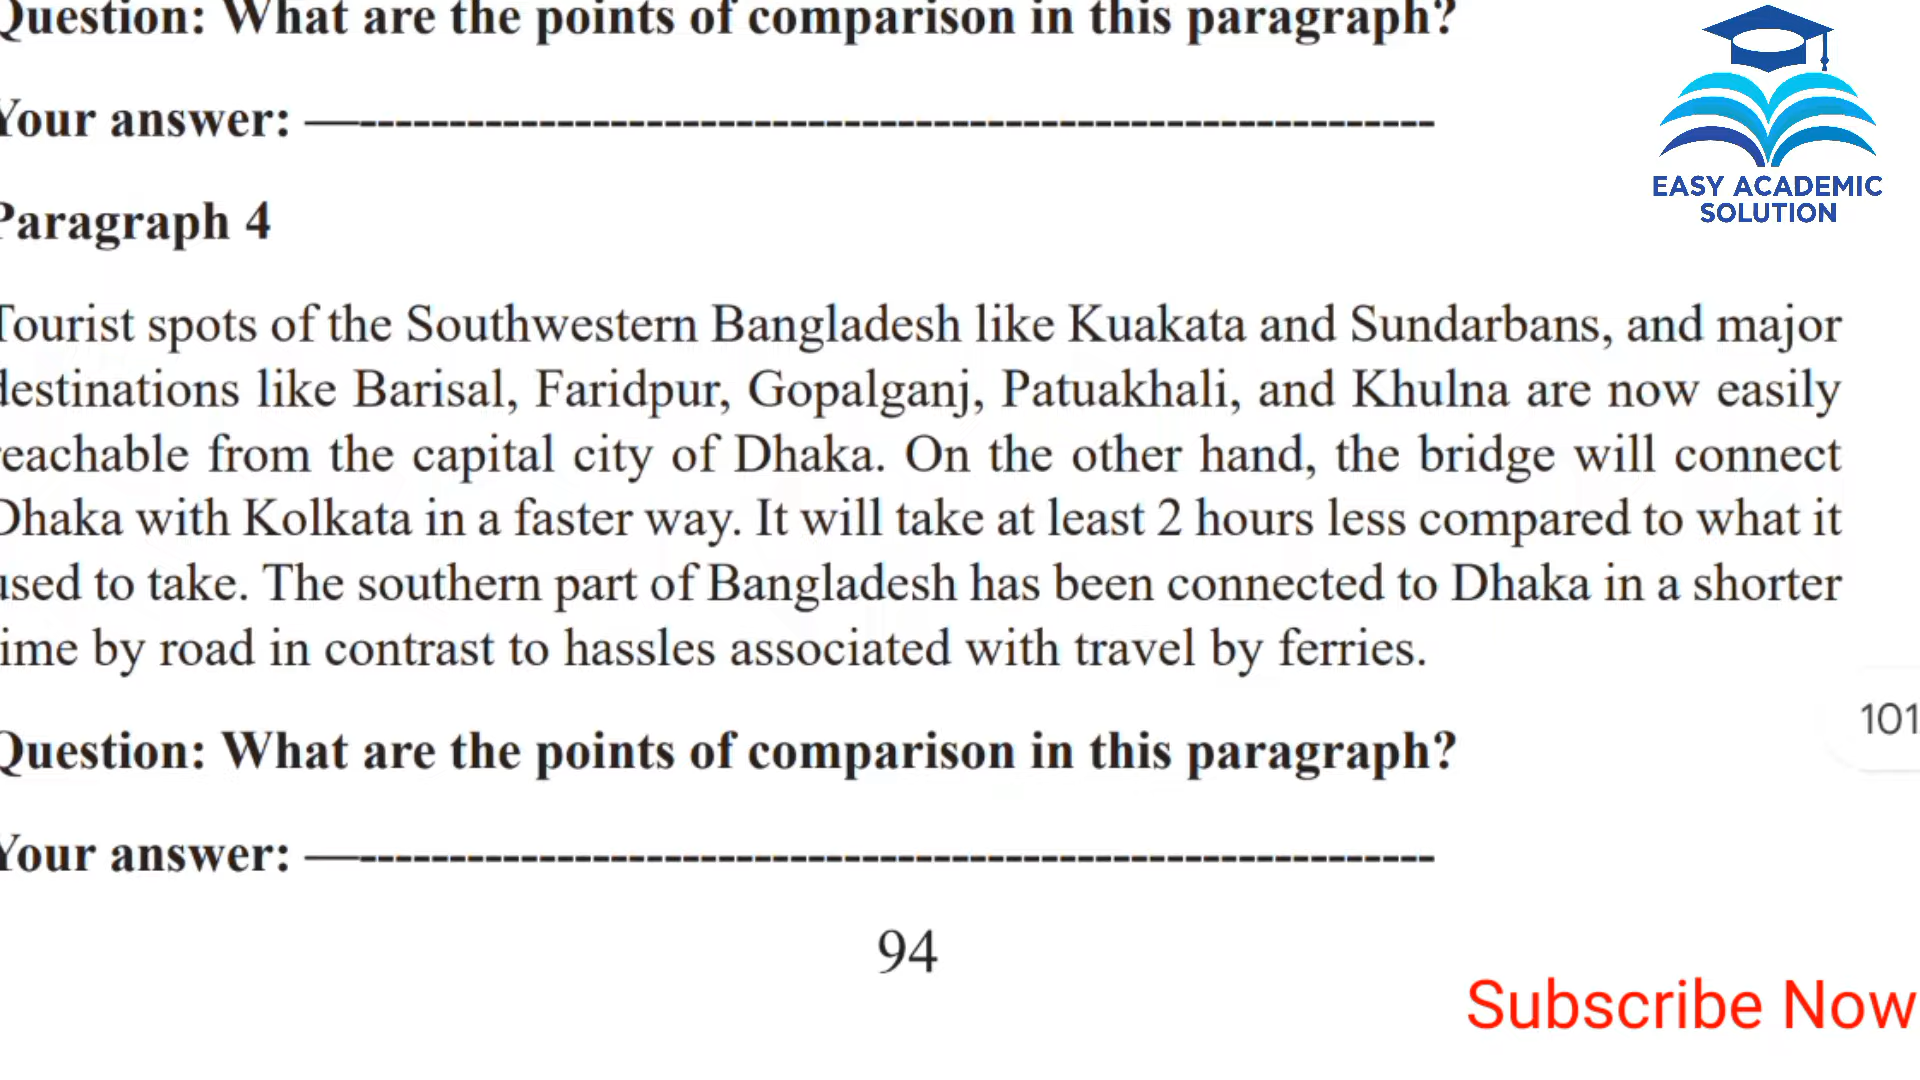 Question: What are the points of comparison in this paragraph?
EASY ACADEMIC
SOLUTION
Your answer: —------------------------------------------------------------
Paragraph 4
Tourist spots of the Southwestern Bangladesh like Kuakata and Sundarbans, and major
destinations like Barisal, Faridpur, Gopalganj, Patuakhali, and Khulna are now easily
reachable from the capital city of Dhaka. On the other hand, the bridge will connect
Dhaka with Kolkata in a faster way. It will take at least 2 hours less compared to what it
used to take. The southern part of Bangladesh has been connected to Dhaka in a shorter
time by road in contrast to hassles associated with travel by ferries.
101
Question: What are the points of comparison in this paragraph?
Your answer: —------------------------------------------------------------
94
Subscribe Now